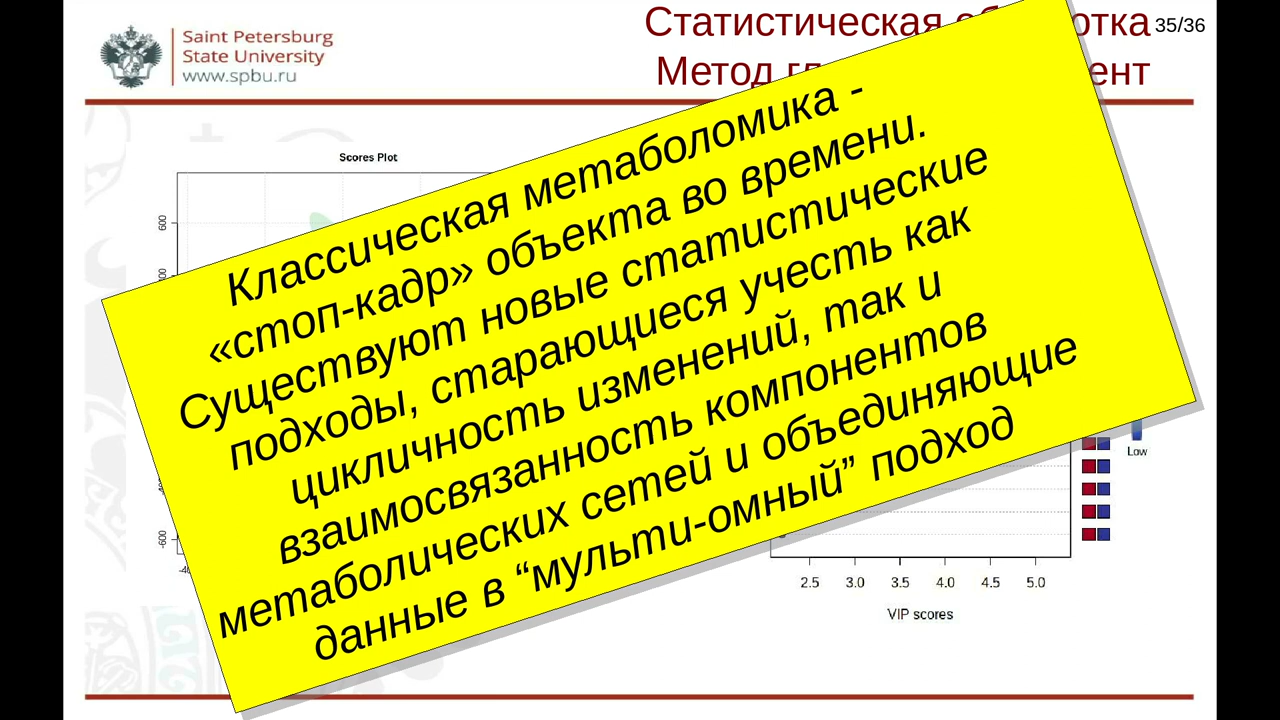 Saint Petersburg
State University
www.spbu.ru
Статистическая
35/36
Метод
Scores Plot
600
-600
Классическая метаболомика -
«стоп-кадр» объекта во времени.
Существуют новые статистические
подходы, старающиеся учесть как
цикличность изменений, так и
взаимосвязанность компонентов
метаболических сетей и объединяющие
данные в “мульти-омный” подход
Low
2.5 3.0 3.5 4.0 4.5 5.0
VIP scores